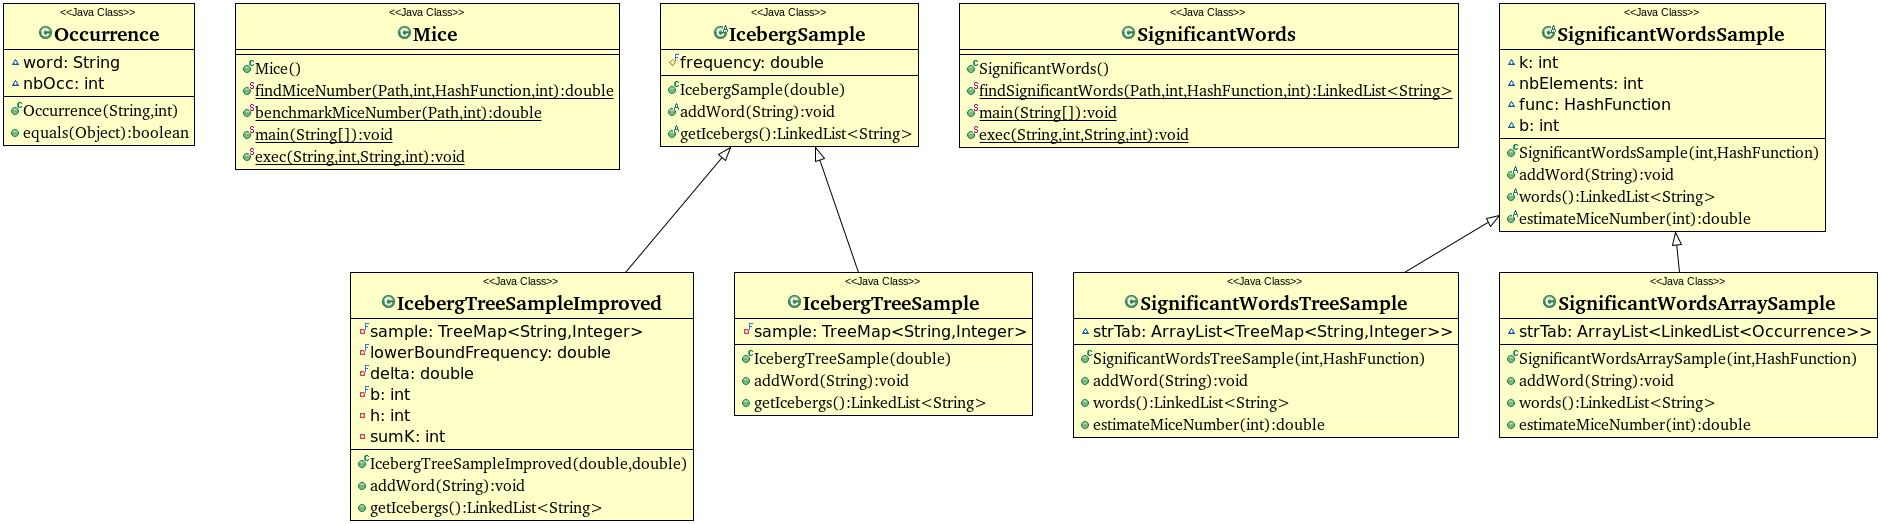 <<Java Class>>
Occurrence
word: String
nbOcc: int
Occurrence(String,int)
equals(Object):boolean
<<Java Class>>
Mice
Mice()
findMiceNumber(Path,int,HashFunction,int):double
benchmarkMiceNumber(Path,int):double
main(String[]):void
exec(String,int,String,int):void
<<Java Class>>
IcebergSample
frequency: double
IcebergSample(double)
addWord(String):void
getIcebergs():LinkedList<String>
<<Java Class>>
SignificantWords
SignificantWords()
findSignificantWords(Path,int,HashFunction,int):LinkedList<String>
main(String[]):void
exec(String,int,String,int):void
<<Java Class>>
SignificantWordsSample
k: int
nbElements: int
func: HashFunction
b: int
SignificantWordsSample(int,HashFunction)
addWord(String):void
words():LinkedList<String>
estimateMiceNumber(int):double
<<Java Class>>
IcebergTreeSampleImproved
sample: TreeMap<String,Integer>
lowerBoundFrequency: double
delta: double
b: int
h: int
sumK: int
IcebergTreeSampleImproved(double,double)
addWord(String):void
getIcebergs():LinkedList<String>
<<Java Class>>
IcebergTreeSample
sample: TreeMap<String,Integer>
IcebergTreeSample(double)
addWord(String):void
getIcebergs():LinkedList<String>
<<Java Class>>
SignificantWordsTreeSample
strTab: ArrayList<TreeMap<String,Integer>>
SignificantWordsTreeSample(int,HashFunction)
addWord(String):void
words():LinkedList<String>
estimateMiceNumber(int):double
<<Java Class>>
SignificantWordsArraySample
strTab: ArrayList<LinkedList<Occurrence>>
SignificantWordsArraySample(int,HashFunction)
addWord(String):void
words():LinkedList<String>
estimateMiceNumber(int):double